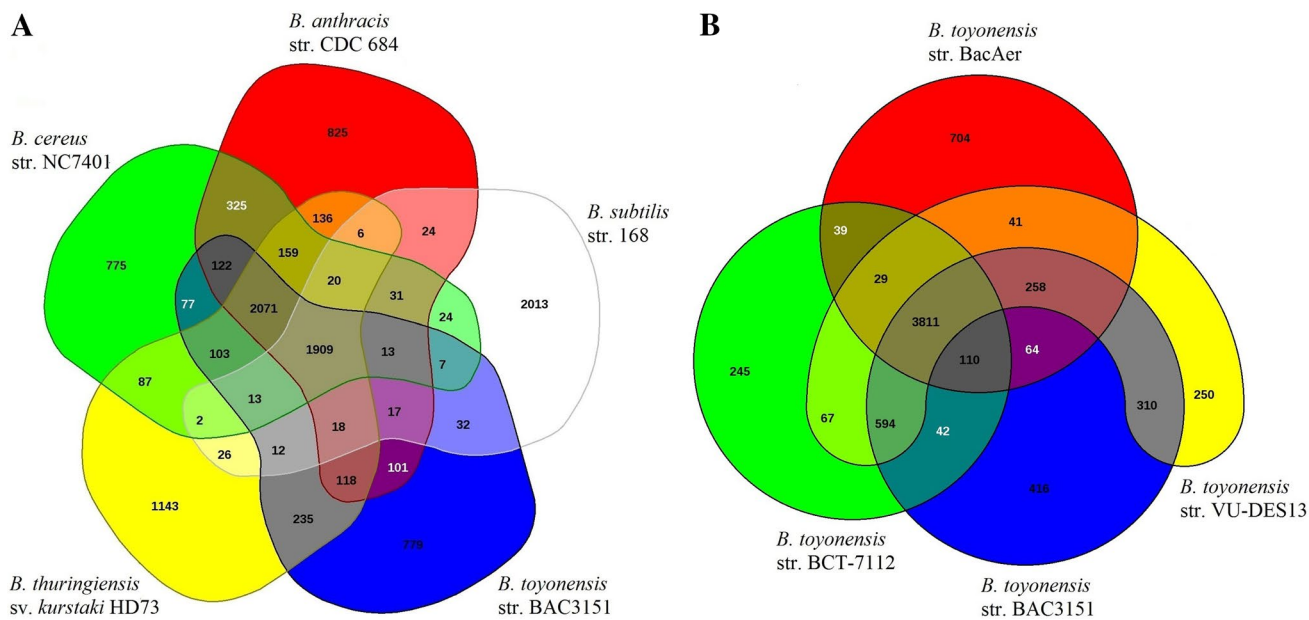 A
B. anthracis
str. CDC 684
B. cereus
str. NC7401
B. subtilis
str. 168
B. thuringiensis
sv. kurstaki HD73
B. toyonensis
str. BAC3151
825
325
136
6
24
775
159
122
20
31
24
2013
77
2071
103
1909
13
7
87
13
2
18
17
32
26
12
118
101
1143
235
779
B
B. toyonensis
str. BacAer
704
39
41
29
258
3811
110
64
245
67
594
42
310
250
416
B. toyonensis
str. VU-DES13
B. toyonensis
str. BCT-7112
B. toyonensis
str. BAC3151